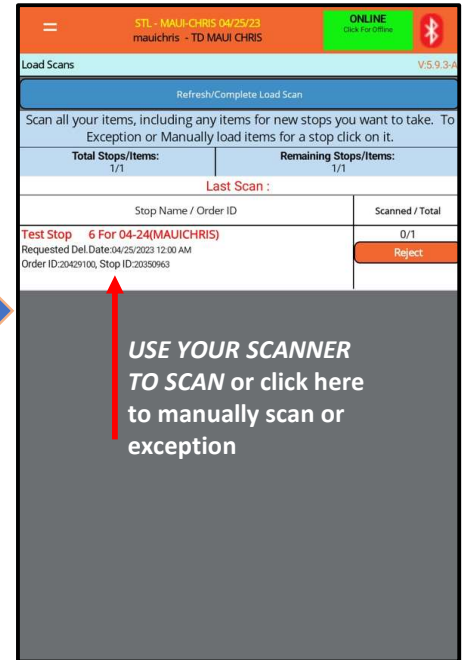 STL - MAUI-CHRIS 04/25/23
mauichris - TD MAUI CHRIS
ONLINE
Click For Offline
Load Scans
V:5.9.3-A
Refresh/Complete Load Scan
Scan all your items, including any items for new stops you want to take. To
Exception or Manually load items for a stop click on it.
Total Stops/Items:
1/1
Remaining Stops/Items:
1/1
Last Scan :
Stop Name / Order ID
Scanned / Total
Test Stop 6 For 04-24(MAUICHRIS)
Requested Del.Date:04/25/2023 12:00 AM
Order ID:20429100, Stop ID:20350963
0/1
Reject
USE YOUR SCANNER
TO SCAN or click here
to manually scan or
exception